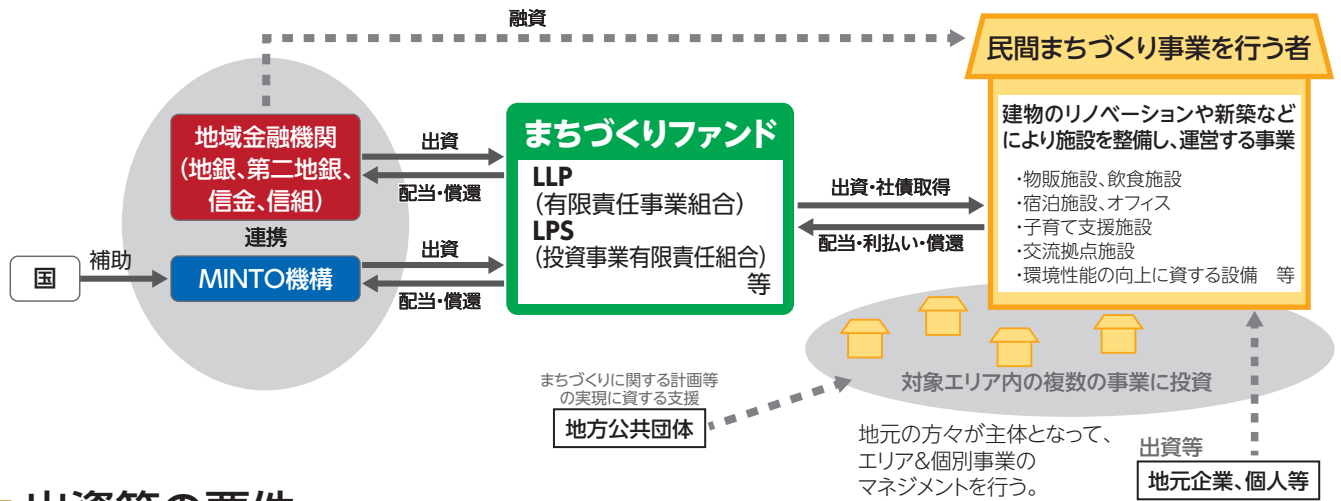 融資
民間まちづくり事業を行う者
建物のリノベーションや新築など
により施設を整備し、運営する事業
・物販施設、飲食施設
・宿泊施設、オフィス
・子育て支援施設
・交流拠点施設
・環境性能の向上に資する設備 等
地域金融機関
(地銀、第二地銀、
信金、信組)
連携
MINTO機構
国
補助
出資
配当・償還
出資
配当・償還
まちづくりファンド
LLP
(有限責任事業組合)
LPS
(投資事業有限責任組合)
等
出資・社債取得
配当・利払い・償還
対象エリア内の複数の事業に投資
まちづくりに関する計画等
の実現に資する支援
地方公共団体
地元の方々が主体となって、
エリア&個別事業の
マネジメントを行う。
出資等
地元企業、個人等